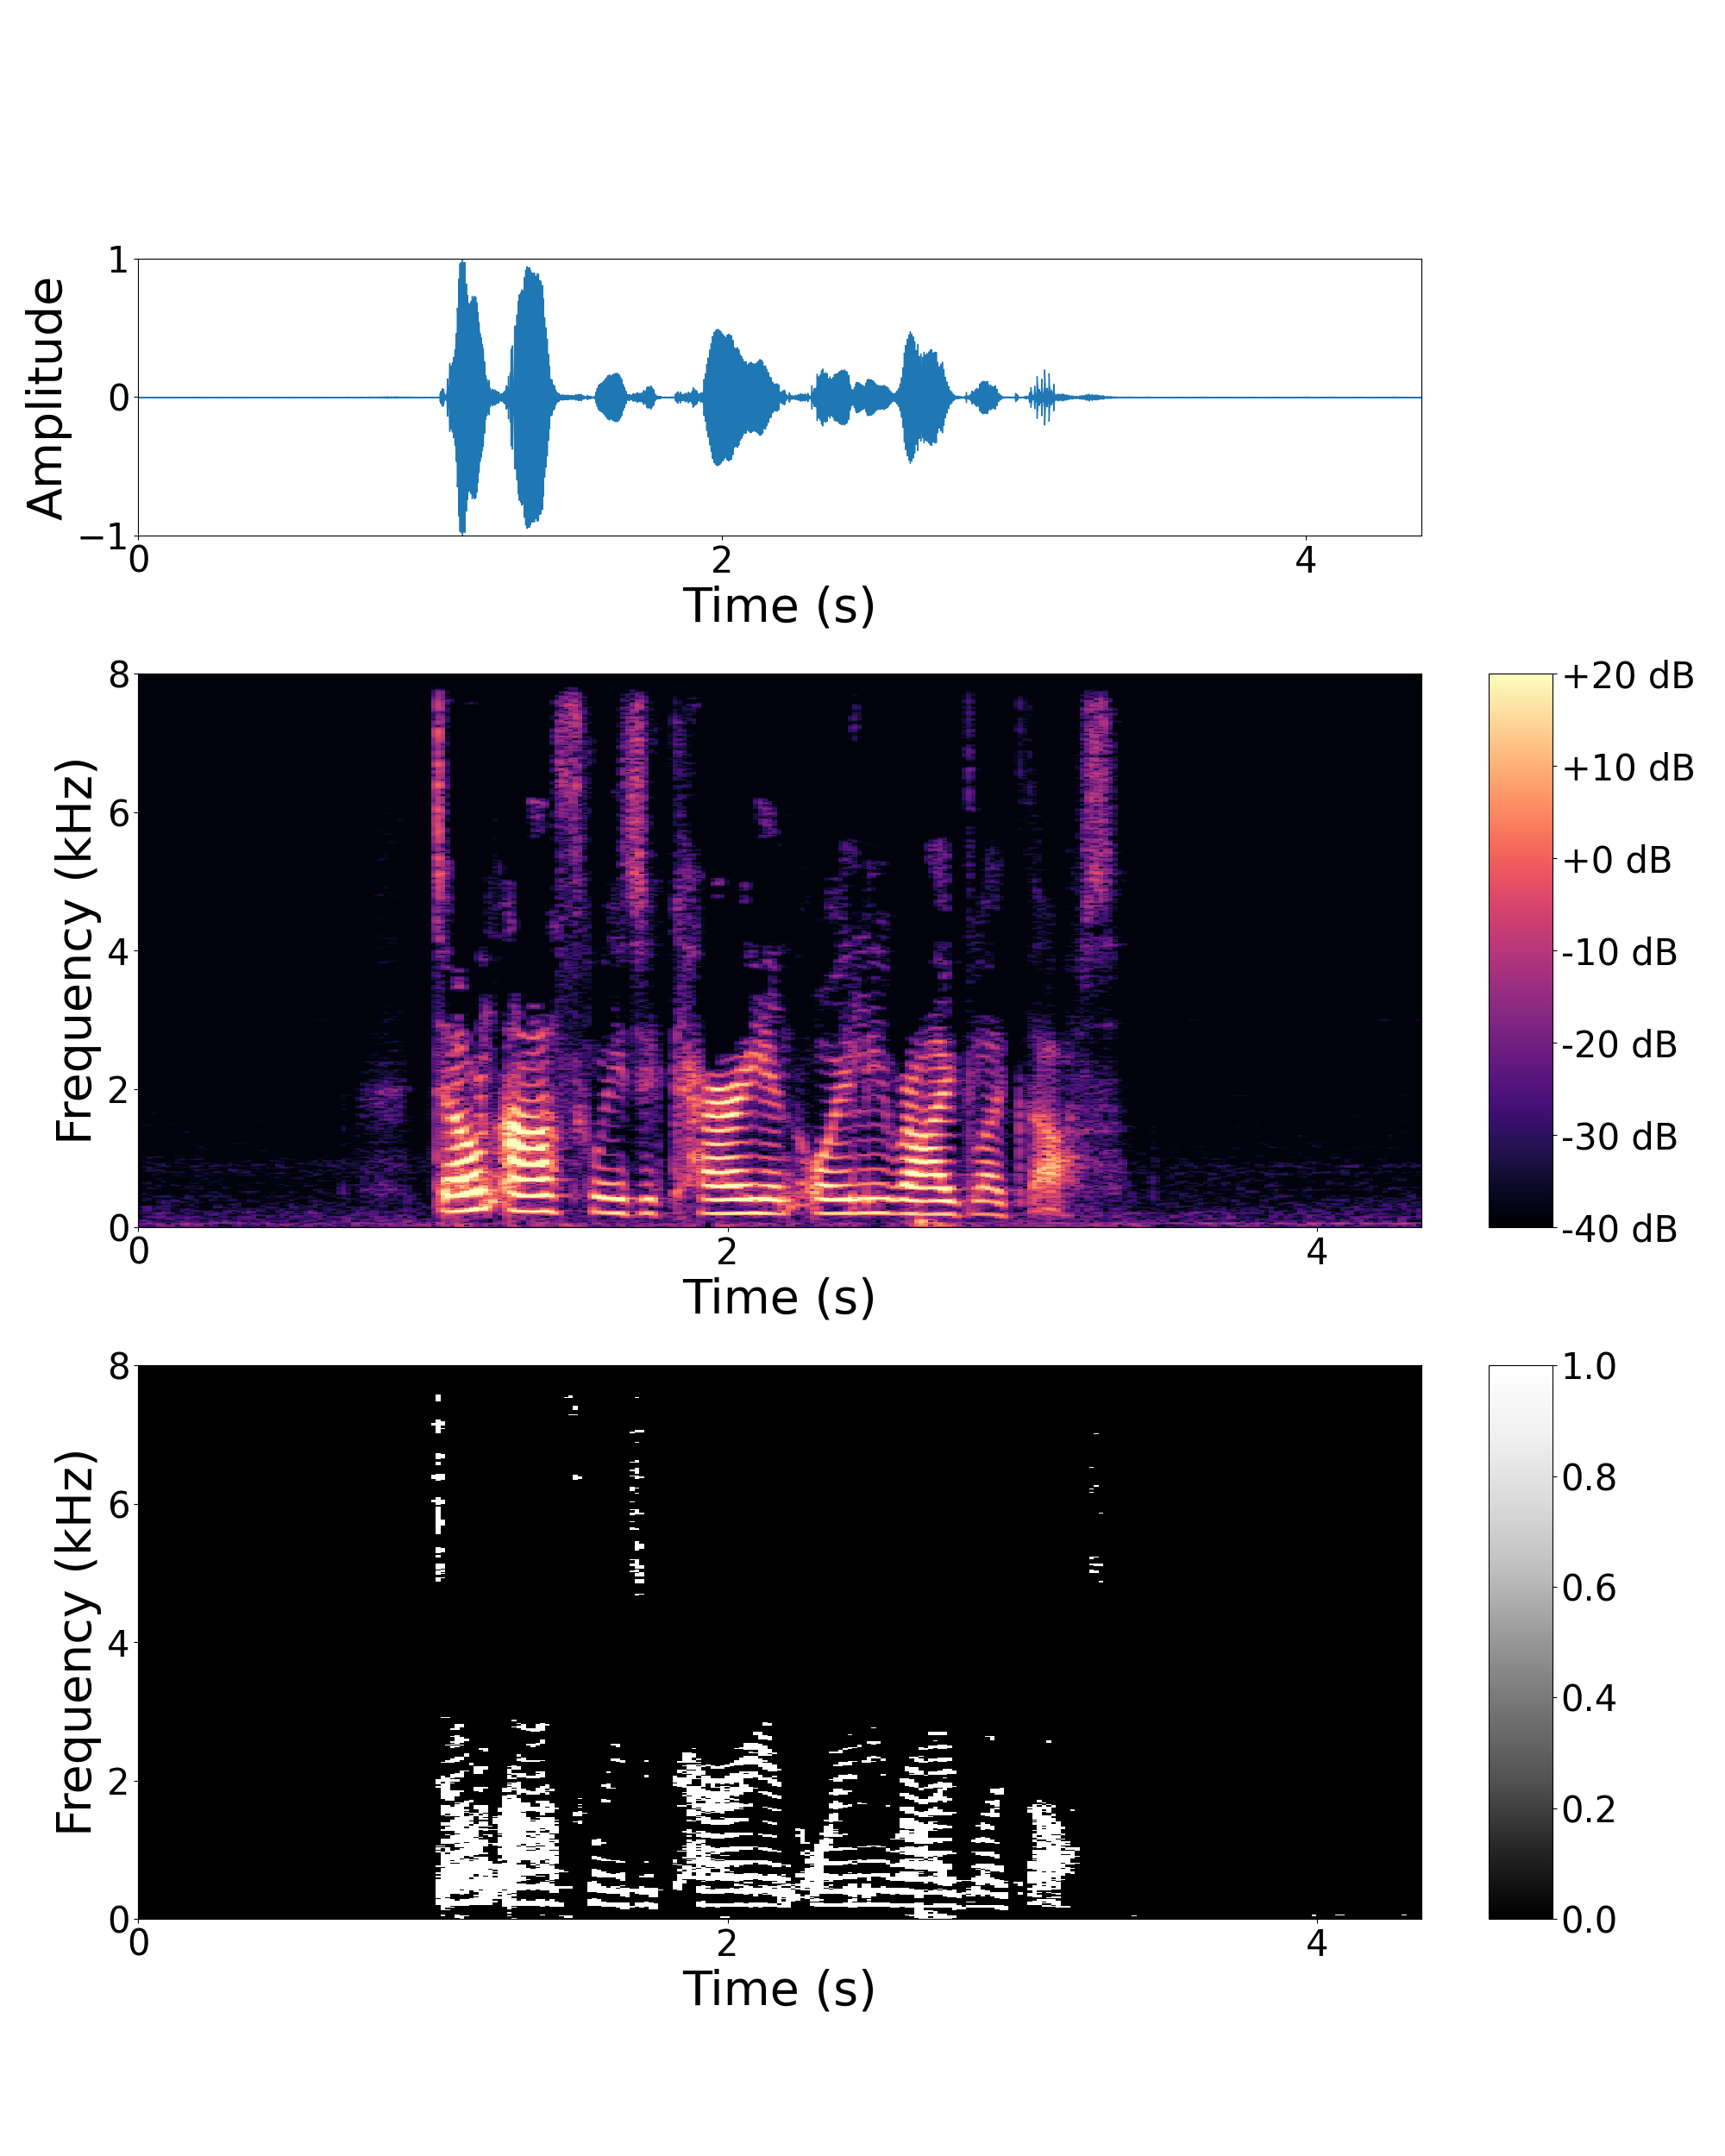 1
0
−1
Amplitude
0 2 4
Time (s)
8
6
4
2
0
Frequency (kHz)
0 2 4
Time (s)
+20 dB
+10 dB
+0 dB
-10 dB
-20 dB
-30 dB
-40 dB
8
6
4
2
0
Frequency (kHz)
0 2 4
Time (s)
1.0
0.8
0.6
0.4
0.2
0.0